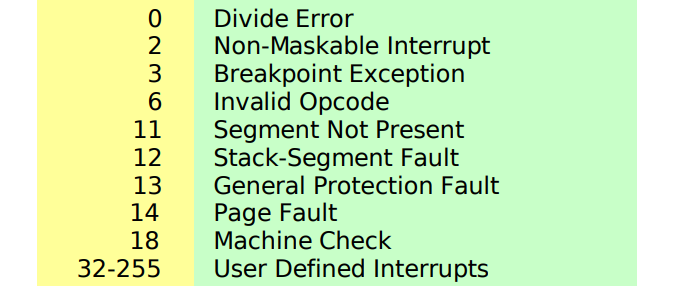 0 Divide Error
2 Non-Maskable Interrupt
3 Breakpoint Exception
6 Invalid Opcode
11 Segment Not Present
12 Stack-Segment Fault
13 General Protection Fault
14 Page Fault
18 Machine Check
32-255 User Defined Interrupts